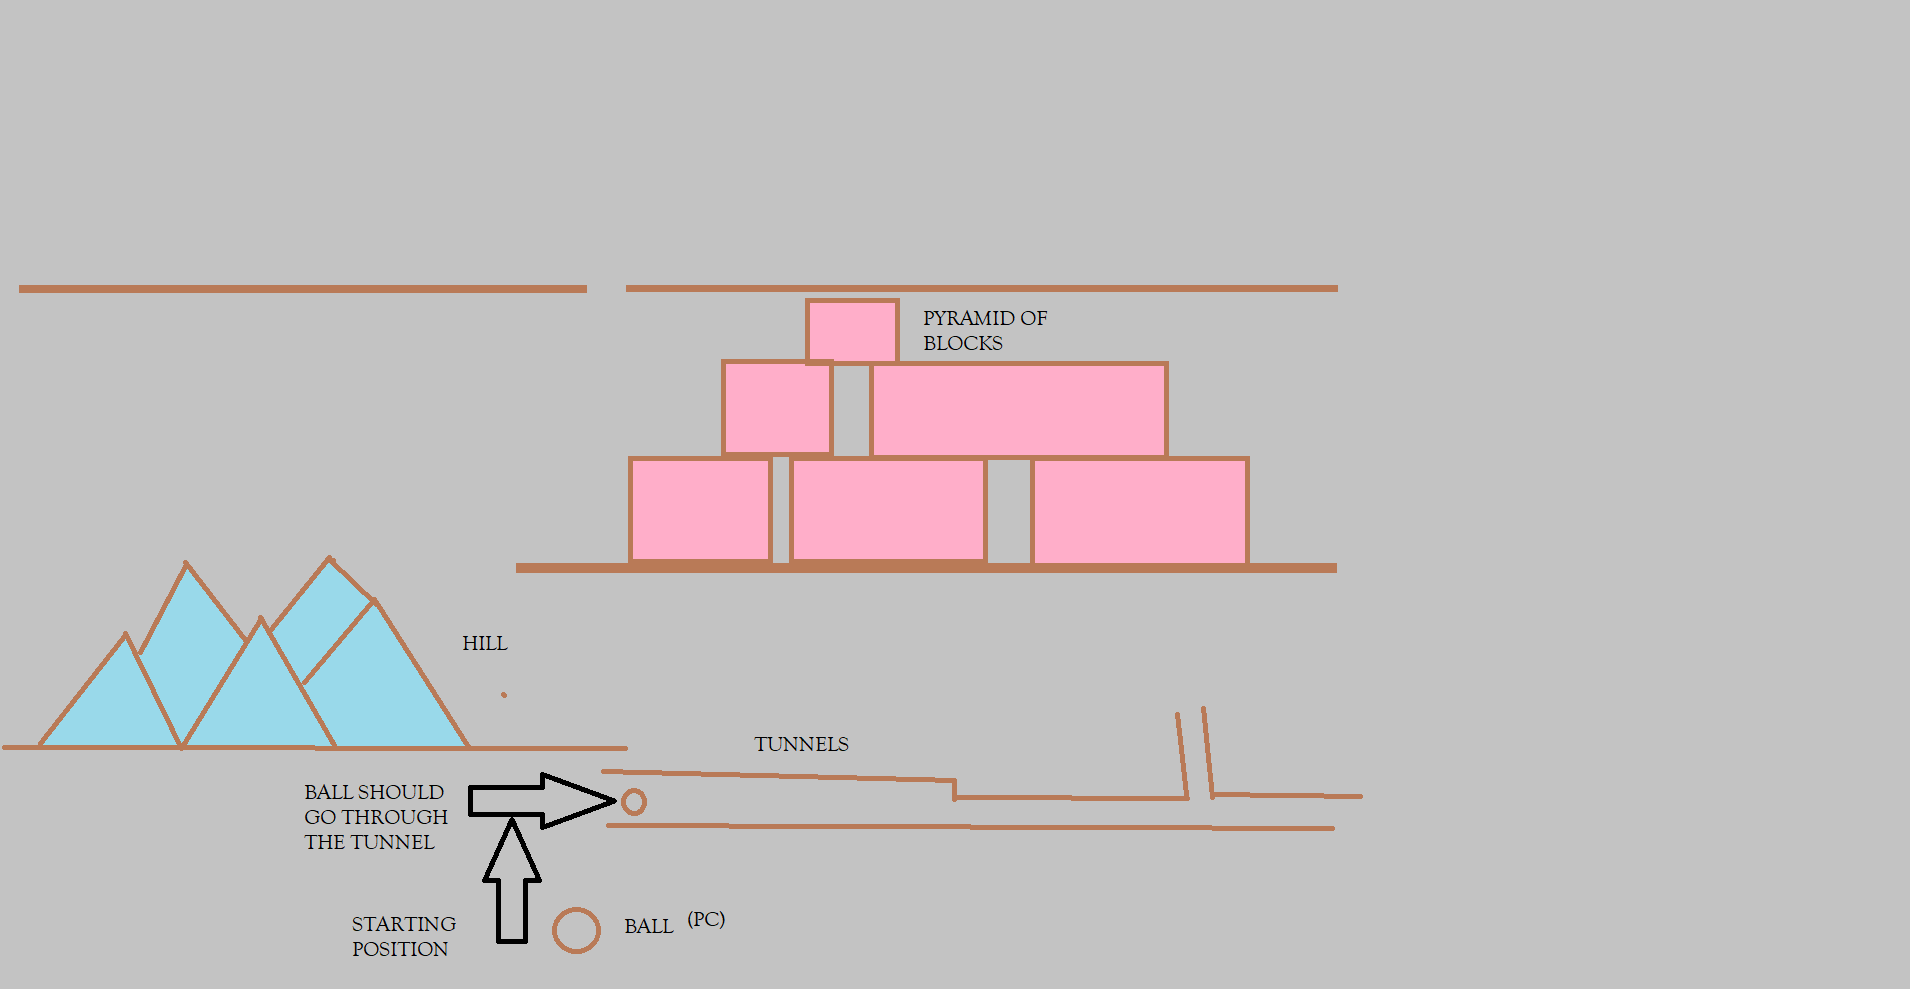 PYRAMID OF
BLOCKS
HILL
TUNNELS
BALL SHOULD
GO THROUGH
THE TUNNEL
STARTING
POSITION
BALL (PC)